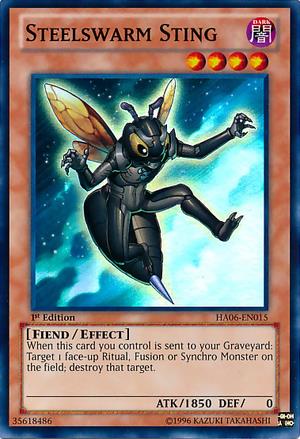 STEELSWARM STING
DARK
闇
1st Edition
HA06-EN015
[FIEND / EFFECT]
When this card you control is sent to your Graveyard:
Target 1 face-up Ritual, Fusion or Synchro Monster on
the field; destroy that target.
ATK/1850 DEF/ 0
35618486
©1996 KAZUKI TAKAHASHI